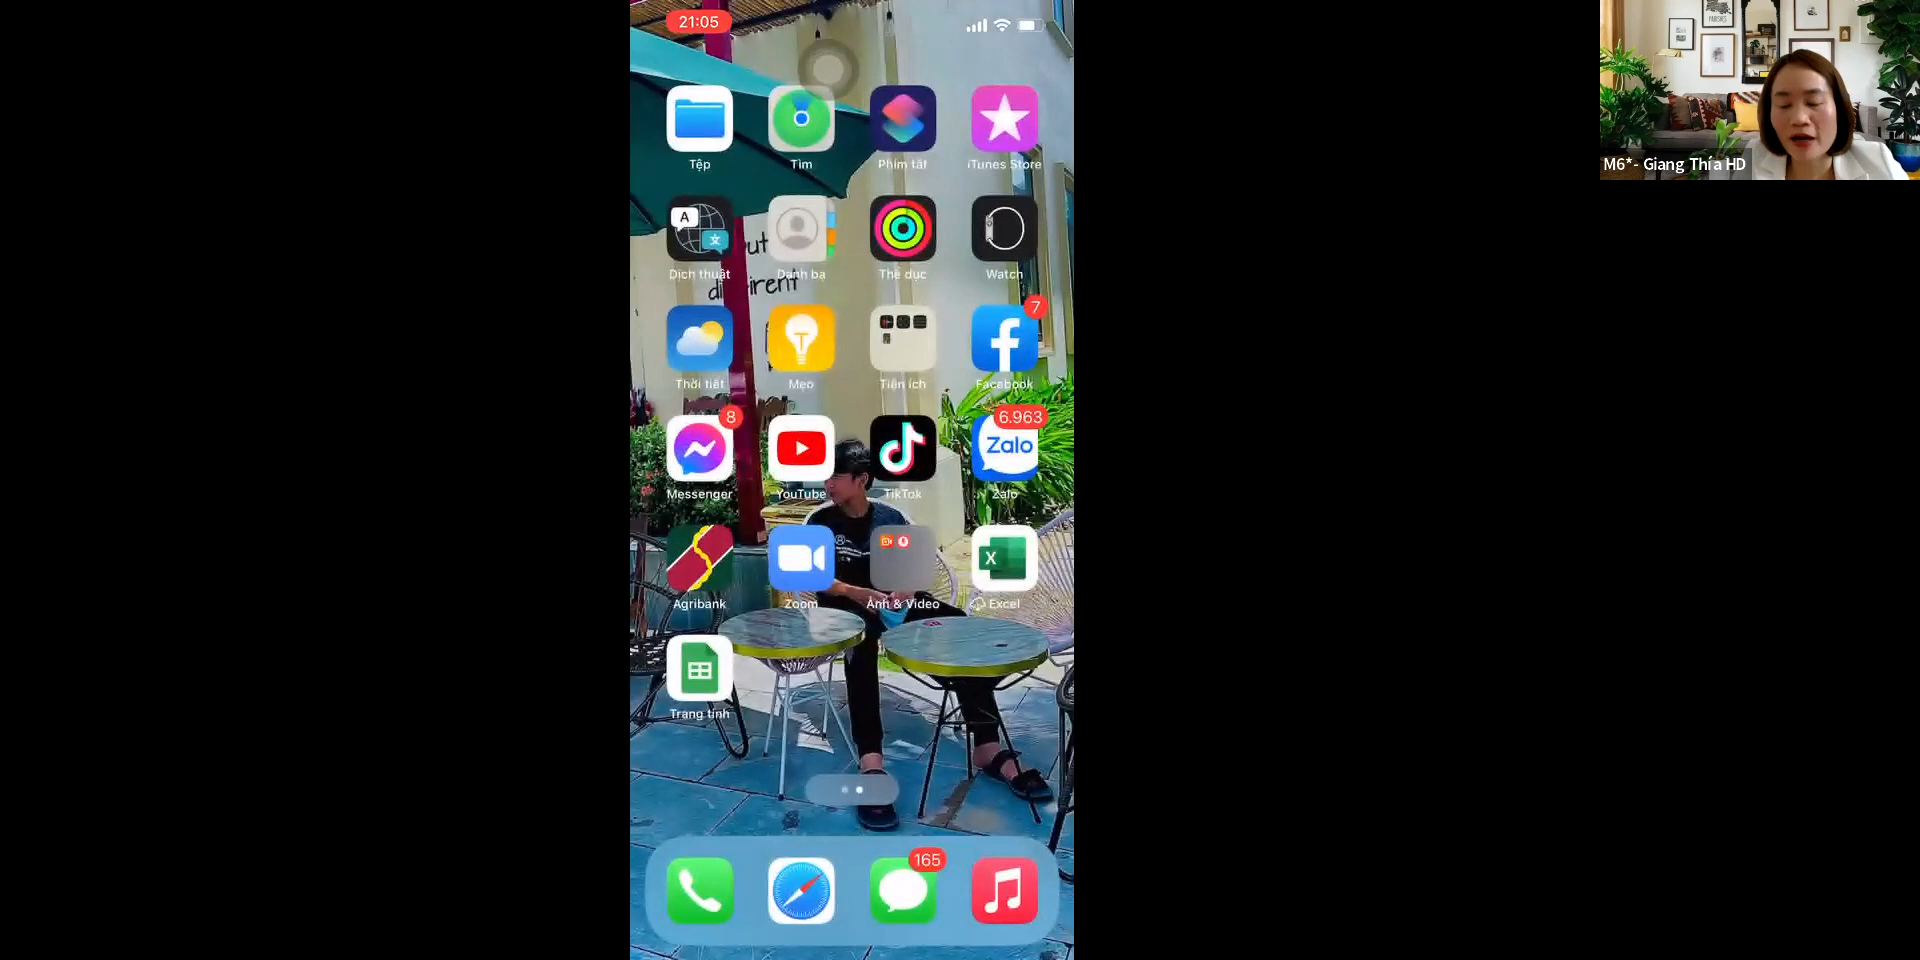 21:05
Tệp
Tìm
Phím tắt
iTunes Store
Dịch thuật
Danh bạ
Thể dục
Watch
Thời tiết
Mẹo
Tiện ích
7
Facebook
8
Messenger
YouTube
TikTok
6.963
Zalo
Zalo
Agribank
Zoom
Ảnh & Video
Excel
Trang tính
165
M6*- Giang Thía HD